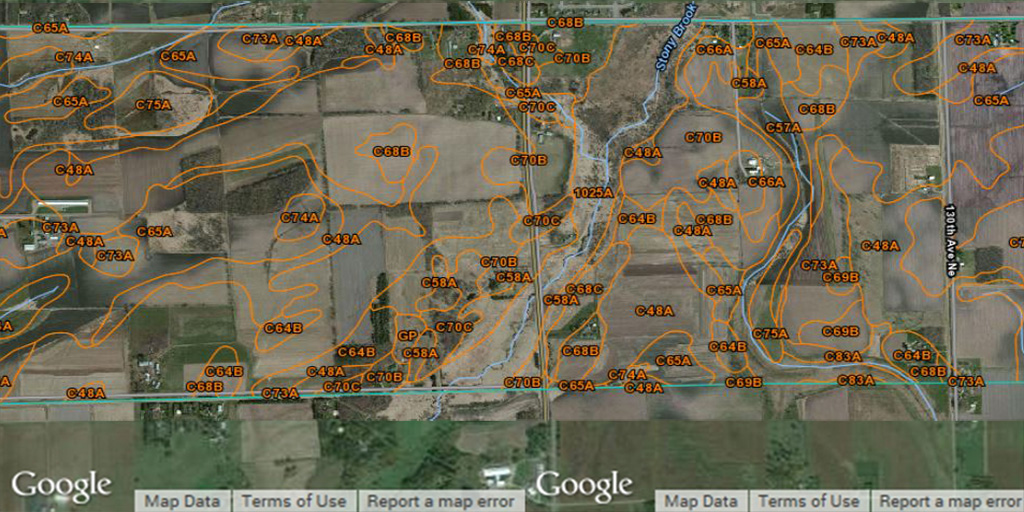 C68B
C65A
C73A
C48A
C68B
C48A
C68B
C74A
C70C
C68C
C68B
C70B
C74A
C65A
Stony Brook
C66A
C65A
C64B
C73A
C48A
C73A
C48A
C58A
C65A
C75A
C65A
C65A
C70C
C68B
C65A
C57A
C70B
C68B
C48A
C70B
C48A
C48A
C66A
1025A
C74A
C73A
C48A
C65A
C73A
C48A
C70C
C64B
C68B
C48A
C48A
130th Ave Ne
C70B
C58A
C58A
C68C
C58A
C73A
C69B
C65A
C48A
C64B
GP
C70C
C58A
C75A
C69B
C64B
C68B
C64B
C83A
C64B
C68B
C64B
C68B
C48A
C70B
C65A
C74A
C48A
C73A
C70C
C70B
C65A
C48A
C69B
C83A
C73A
Google
Map Data
Terms of Use
Report a map error
Google
Map Data
Terms of Use
Report a map error